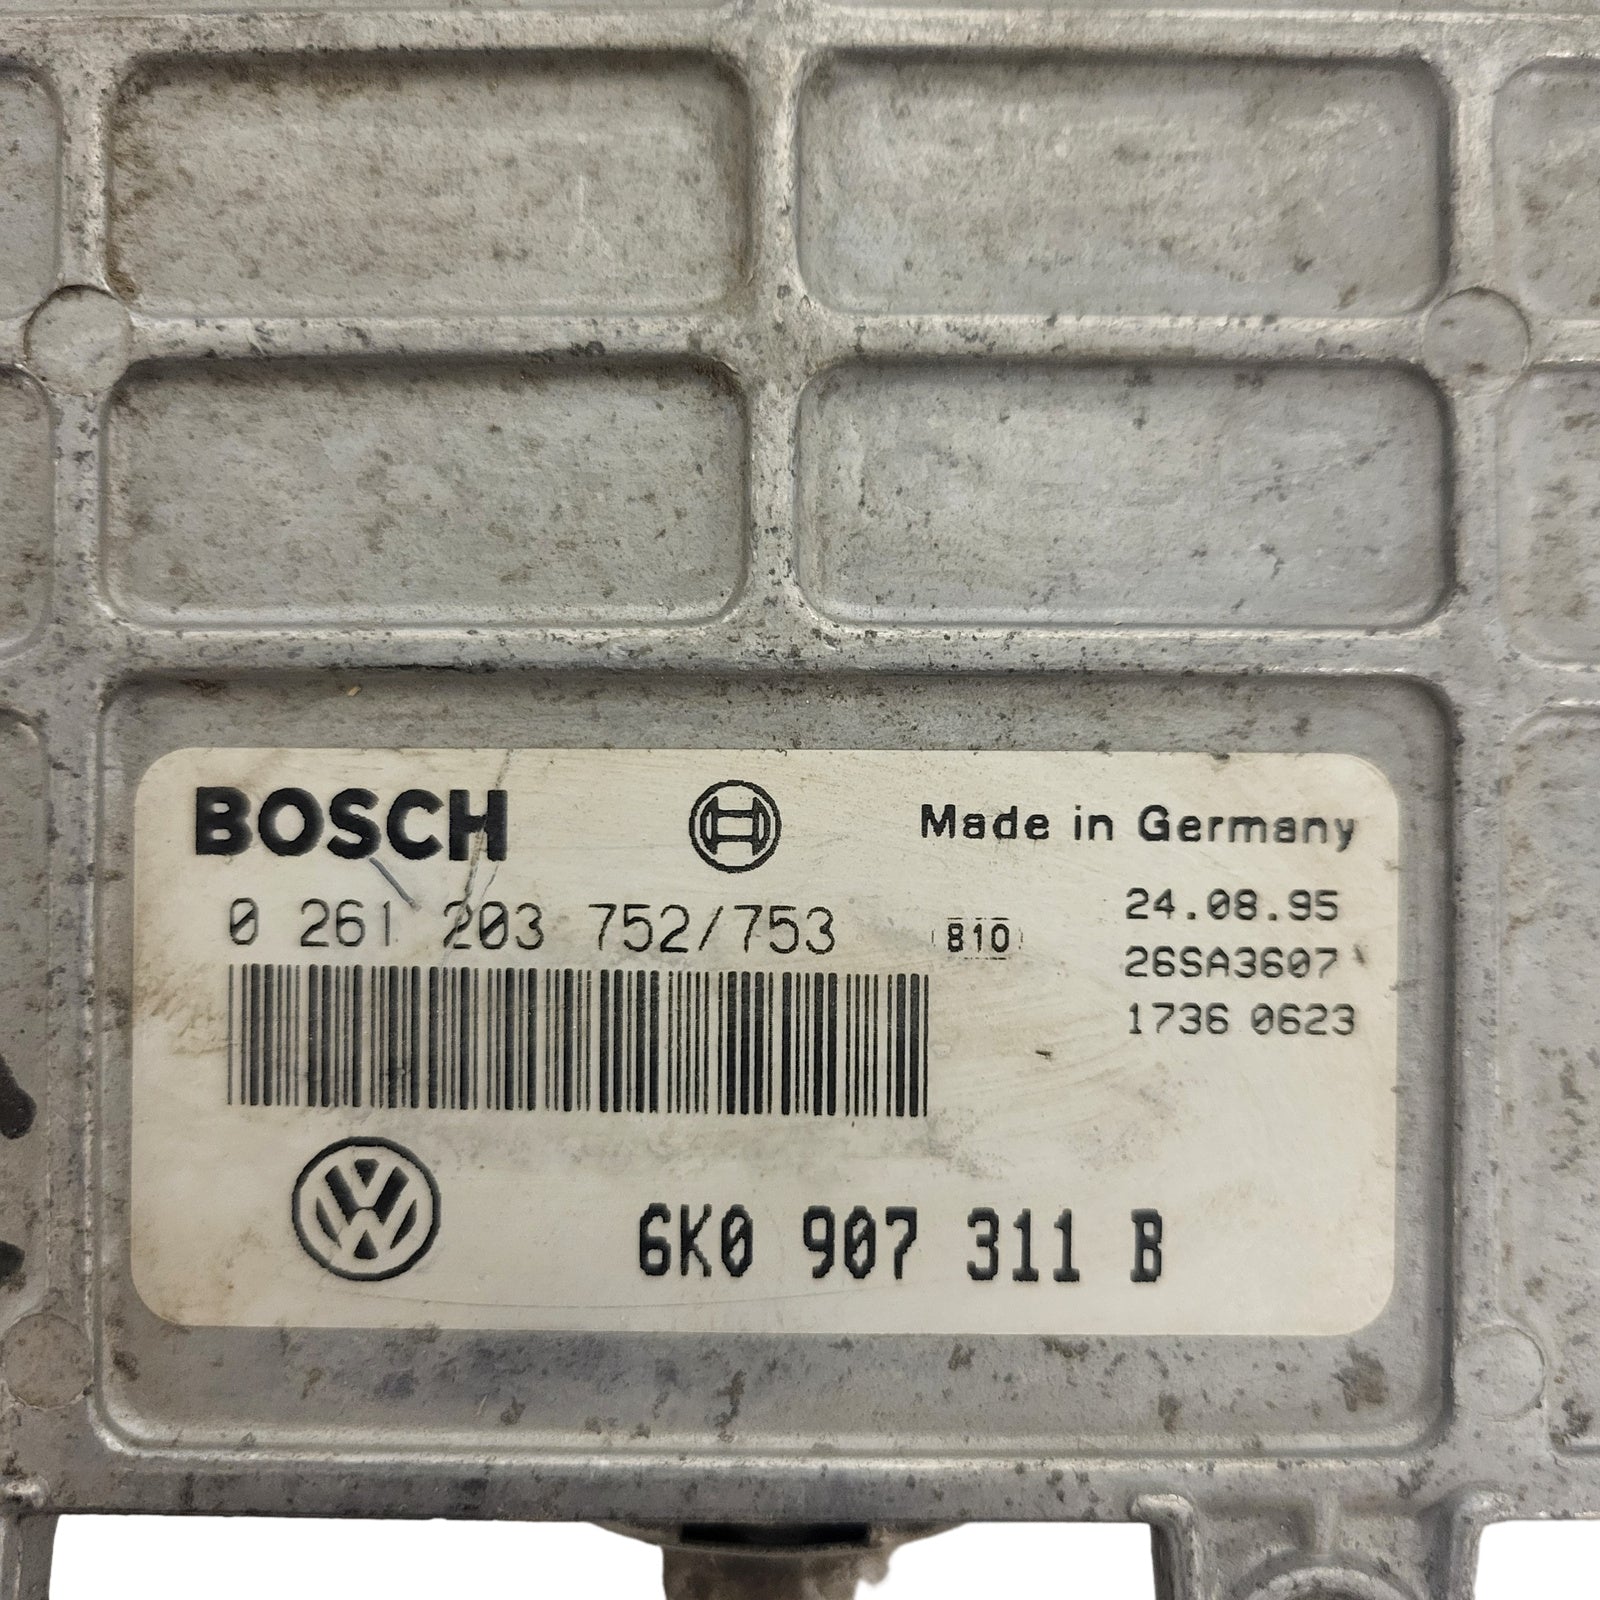 BOSCH
Made in Germany
0 261 203 752/753
810
24.08.95
26SA3607
1736 0623
6K0 907 311 B